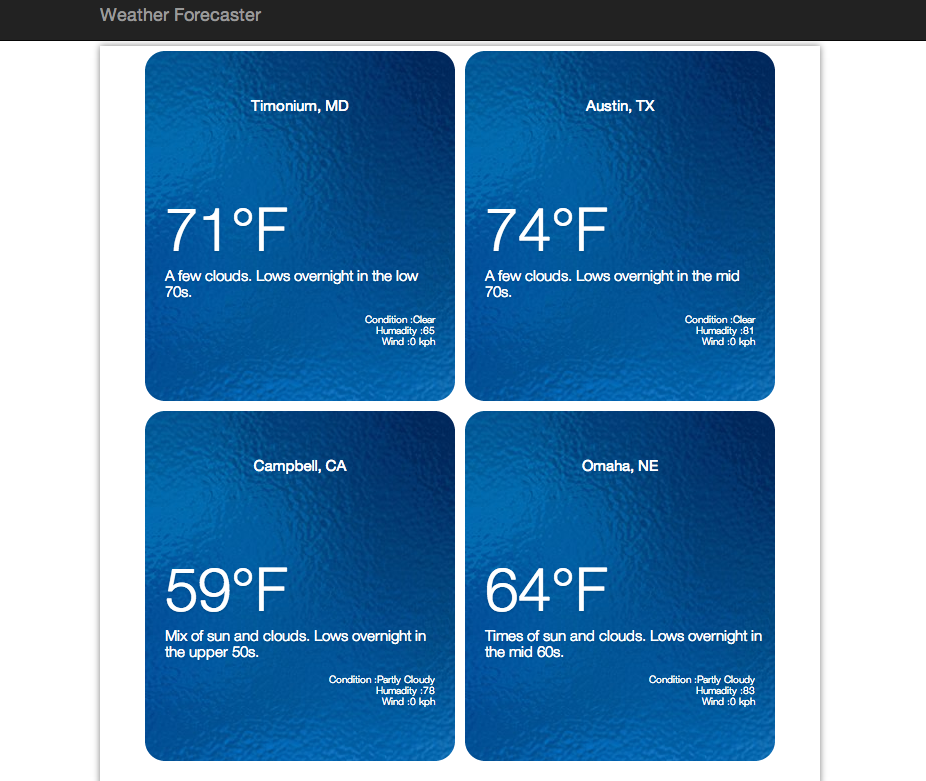 Weather Forecaster
Timonium, MD
71°F
A few clouds. Lows overnight in the low
70s.
Condition :Clear
Humadity :65
Wind :0 kph
Austin, TX
74°F
A few clouds. Lows overnight in the mid
70s.
Condition :Clear
Humadity :81
Wind :0 kph
Campbell, CA
59°F
Mix of sun and clouds. Lows overnight in
the upper 50s.
Condition :Partly Cloudy
Humadity :78
Wind :0 kph
Omaha, NE
64°F
Times of sun and clouds. Lows overnight in
the mid 60s.
Condition :Partly Cloudy
Humadity :83
Wind :0 kph